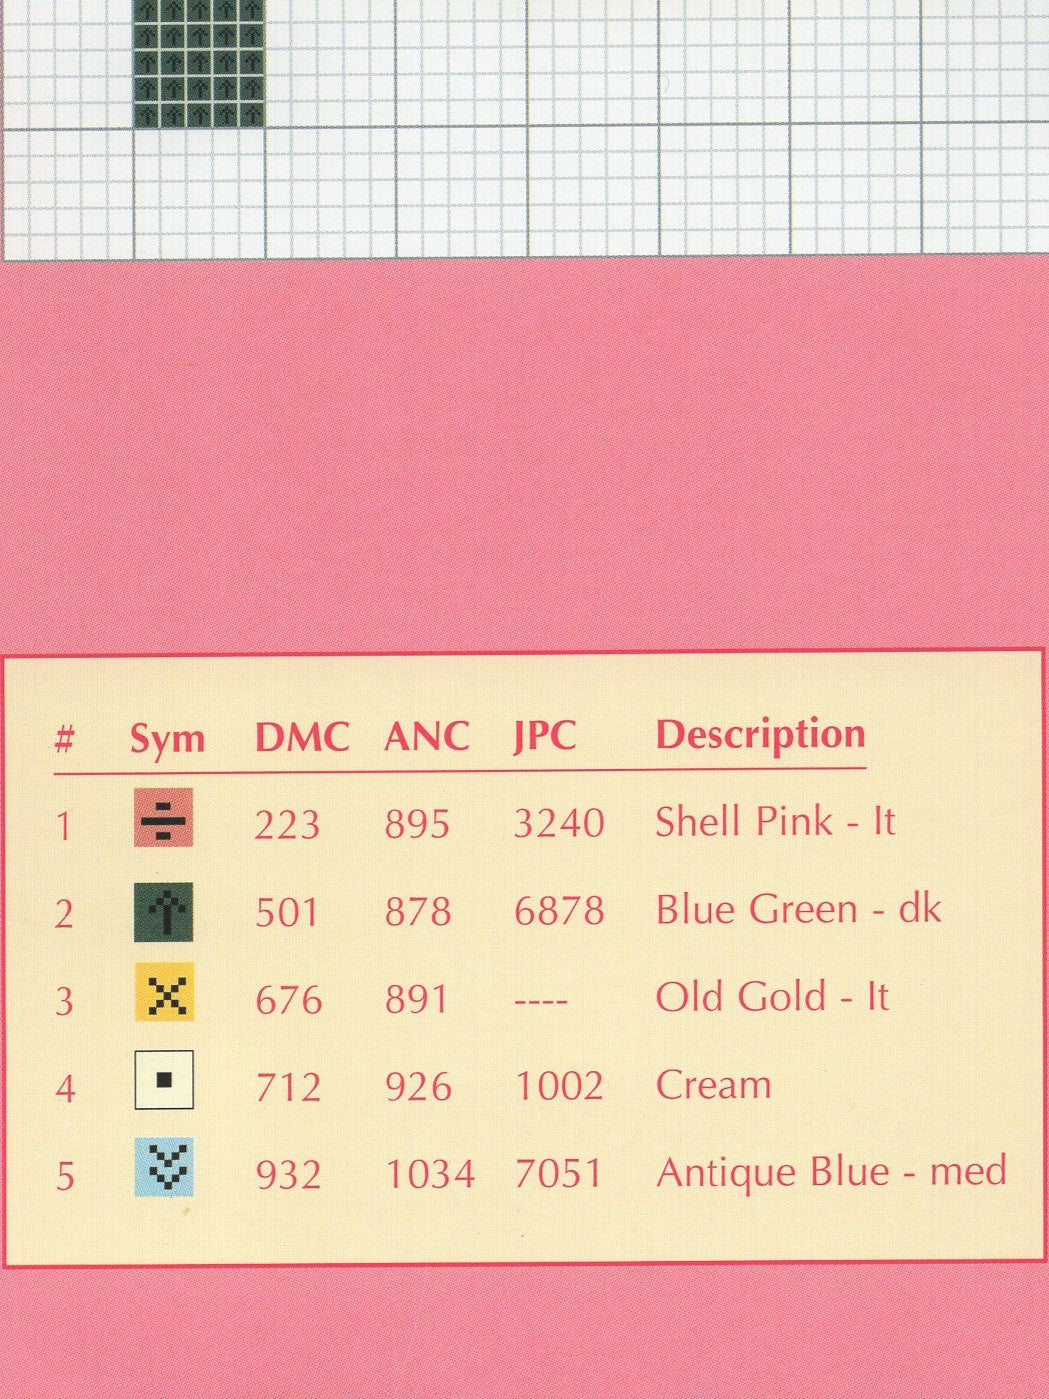 # Sym DMC ANC JPC Description
1 223 895 3240 Shell Pink - lt
2 501 878 6878 Blue Green - dk
3 676 891 ---- Old Gold - lt
4 712 926 1002 Cream
5 932 1034 7051 Antique Blue - med